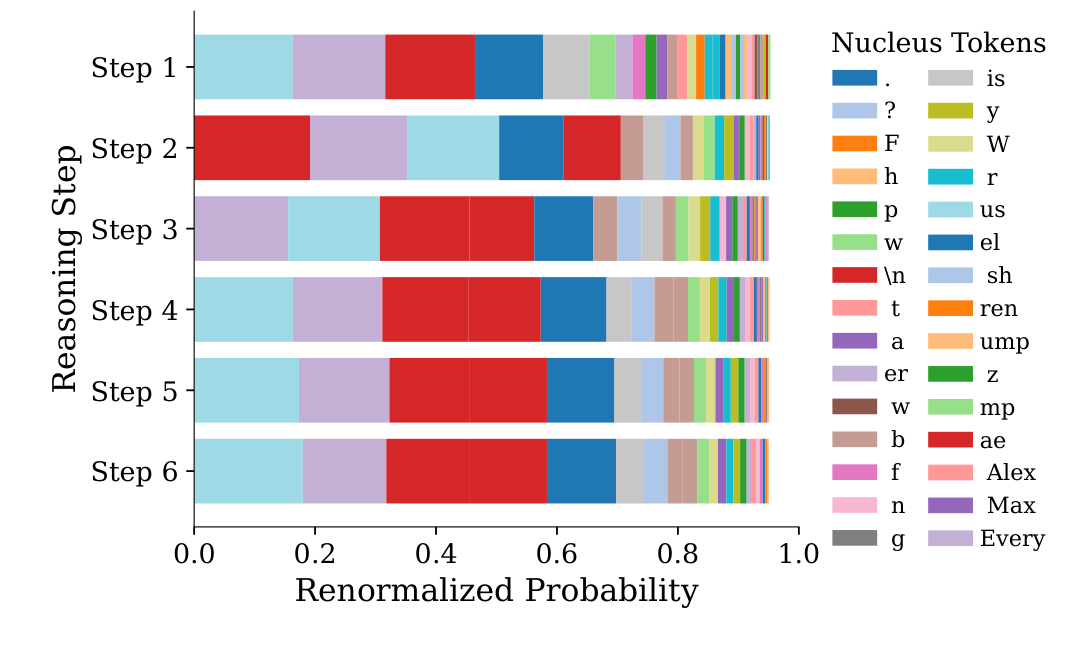 Nucleus Tokens
. is
? y
F W
h r
p us
w el
\n sh
t ren
a ump
er z
w mp
b ae
f Alex
n Max
g Every
Reasoning Step
Step 1
Step 2
Step 3
Step 4
Step 5
Step 6
0.0 0.2 0.4 0.6 0.8 1.0
Renormalized Probability